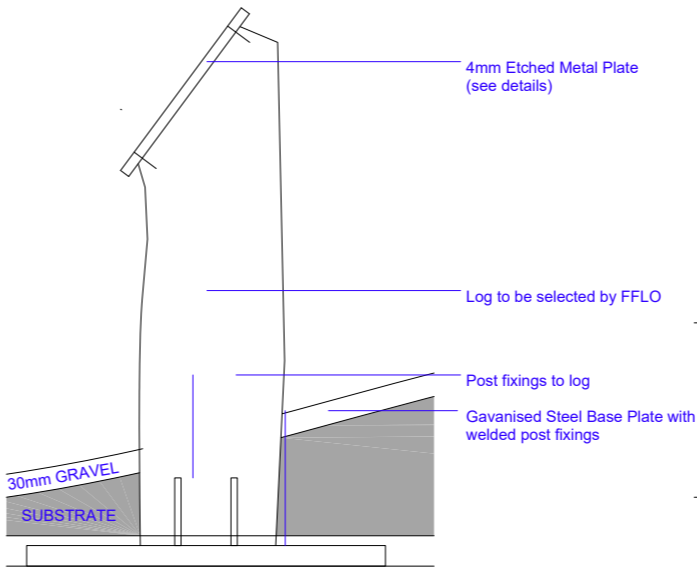 4mm Etched Metal Plate
(see details)
Log to be selected by FFLO
Post fixings to log
Gavanised Steel Base Plate with
welded post fixings
30mm GRAVEL
SUBSTRATE